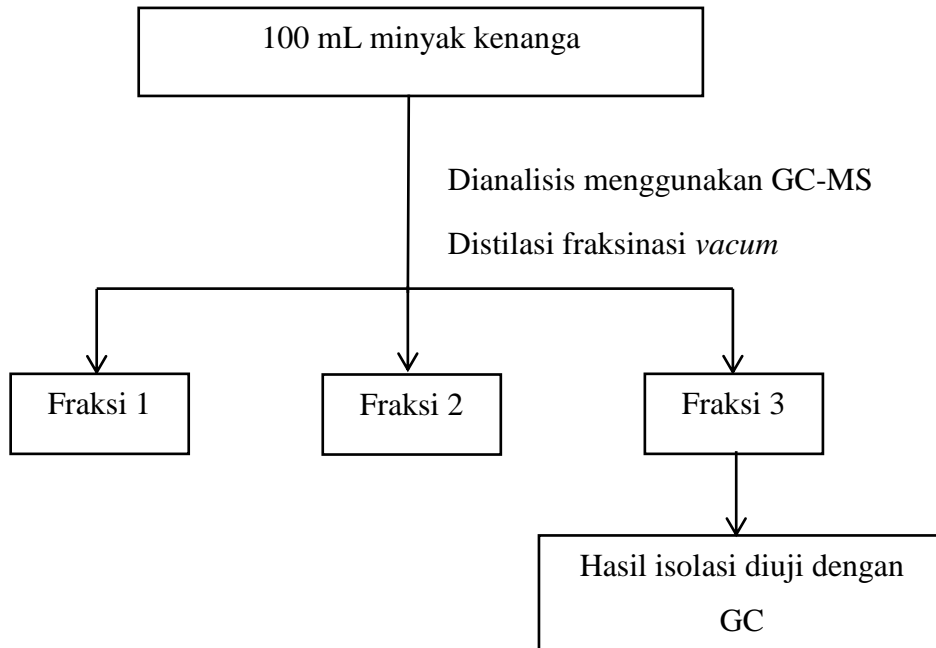 100 mL minyak kenanga
Dianalisis menggunakan GC-MS
Distilasi fraksinasi vacum
Fraksi 1
Fraksi 2
Fraksi 3
Hasil isolasi diuji dengan
GC